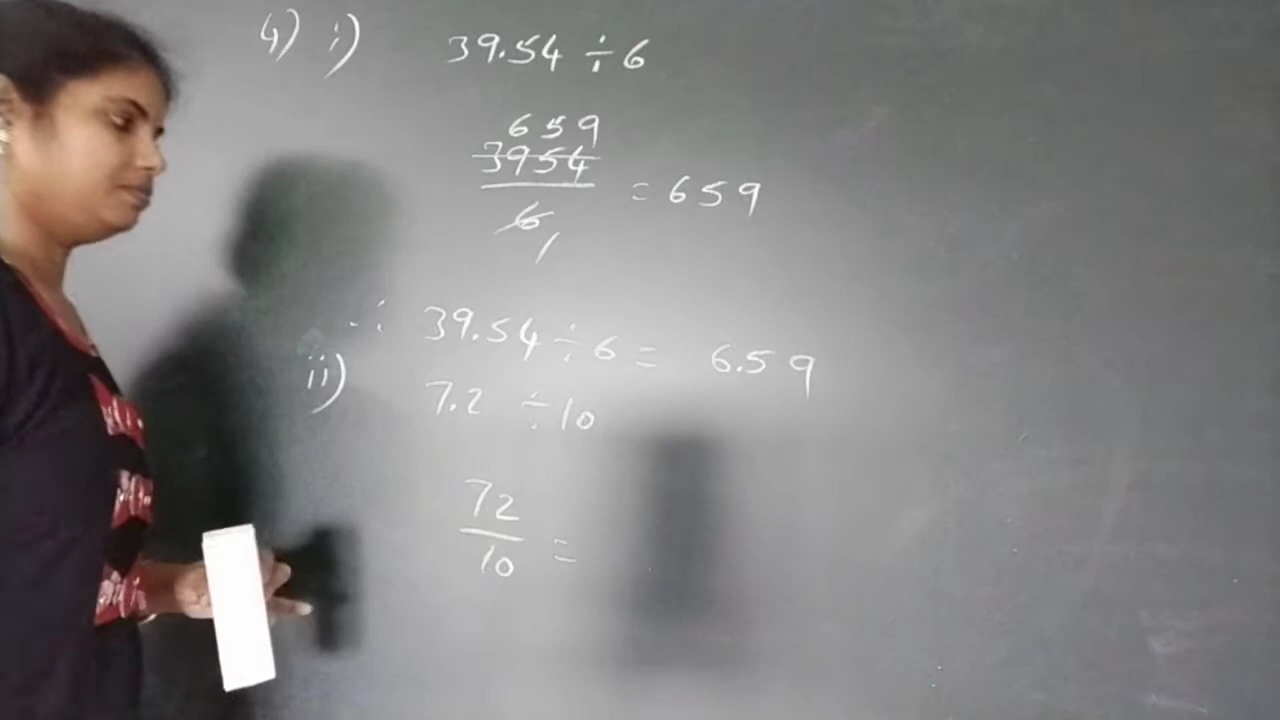 4) i) 39.54 ÷ 6
659
3954
6
1
= 659
∴ 39.54 ÷ 6 = 6.59
ii) 7.2 ÷ 10
72
10
=